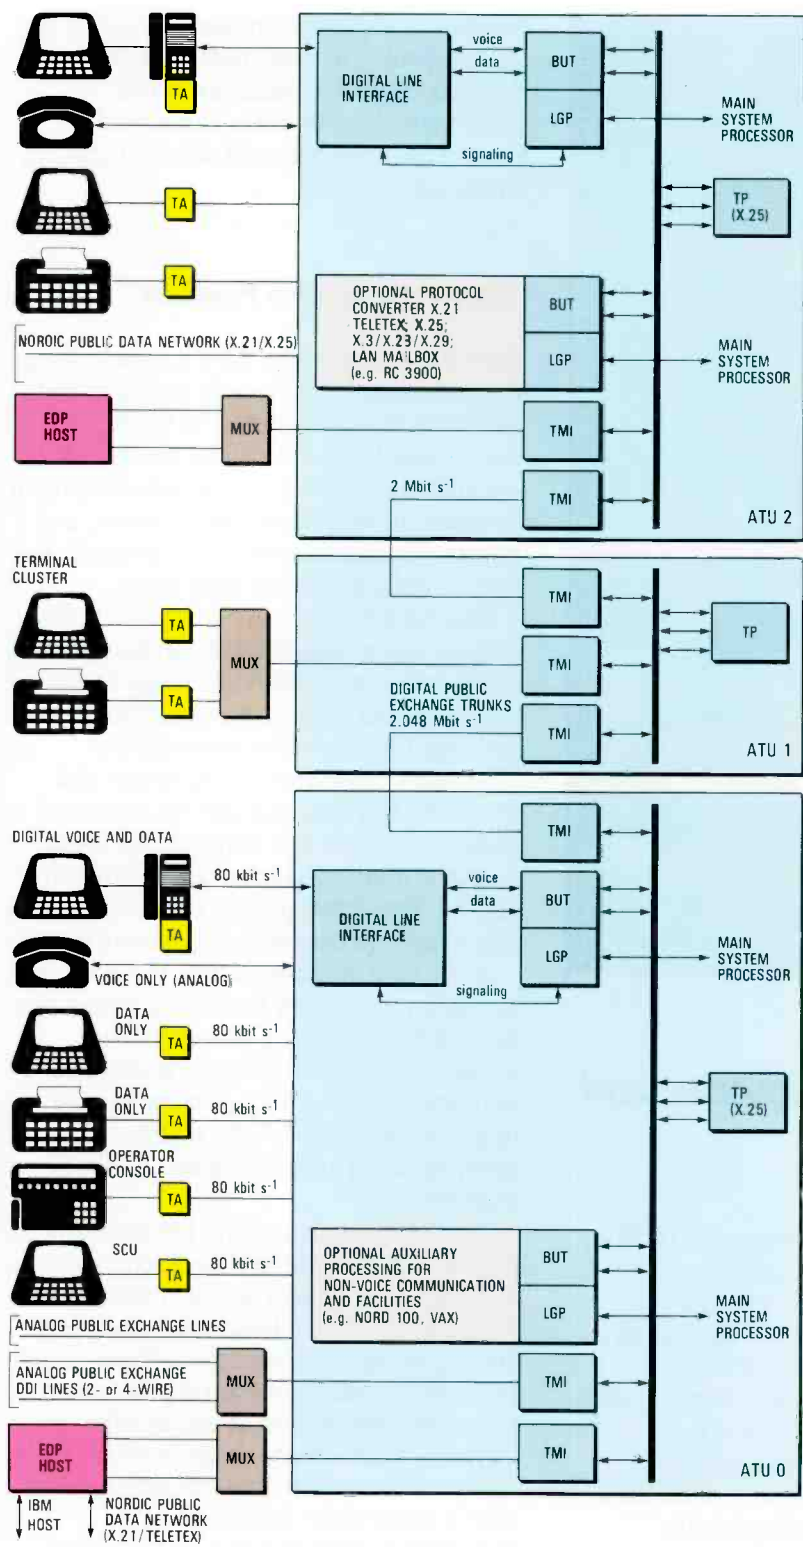 voice
data
DIGITAL LINE
INTERFACE
BUT
LGP
signaling
MAIN
SYSTEM
PROCESSOR
TA
TP
(X.25)
TA
TA
OPTIONAL PROTOCOL
CONVERTER X.21
TELETEX; X.25;
X.3/X.23/X.29;
LAN MAILBOX
(e.g. RC 3900)
BUT
LGP
MAIN
SYSTEM
PROCESSOR
NORDIC PUBLIC DATA NETWORK (X.21/X.25)
EDP
HOST
MUX
TMI
2 Mbit s-1
TMI
ATU 2
TERMINAL
CLUSTER
TA
TA
MUX
TMI
TMI
DIGITAL PUBLIC
EXCHANGE TRUNKS
2.048 Mbit s-1
TMI
TP
ATU 1
TMI
DIGITAL VOICE AND DATA
80 kbit s-1
TA
voice
data
DIGITAL LINE
INTERFACE
BUT
LGP
signaling
MAIN
SYSTEM
PROCESSOR
VOICE ONLY (ANALOG)
DATA
ONLY
TA
80 kbit s-1
DATA
ONLY
TA
80 kbit s-1
TP
(X.25)
OPERATOR
CONSOLE
TA
80 kbit s-1
SCU
TA
80 kbit s-1
OPTIONAL AUXILIARY
PROCESSING FOR
NON-VOICE COMMUNICATION
AND FACILITIES
(e.g. NORD 100, VAX)
BUT
LGP
MAIN
SYSTEM
PROCESSOR
ANALOG PUBLIC EXCHANGE LINES
ANALOG PUBLIC EXCHANGE
DDI LINES (2- or 4-WIRE)
MUX
TMI
EDP
HOST
MUX
TMI
ATU 0
IBM
HOST
NORDIC PUBLIC
DATA NETWORK
(X.21/TELETEX)